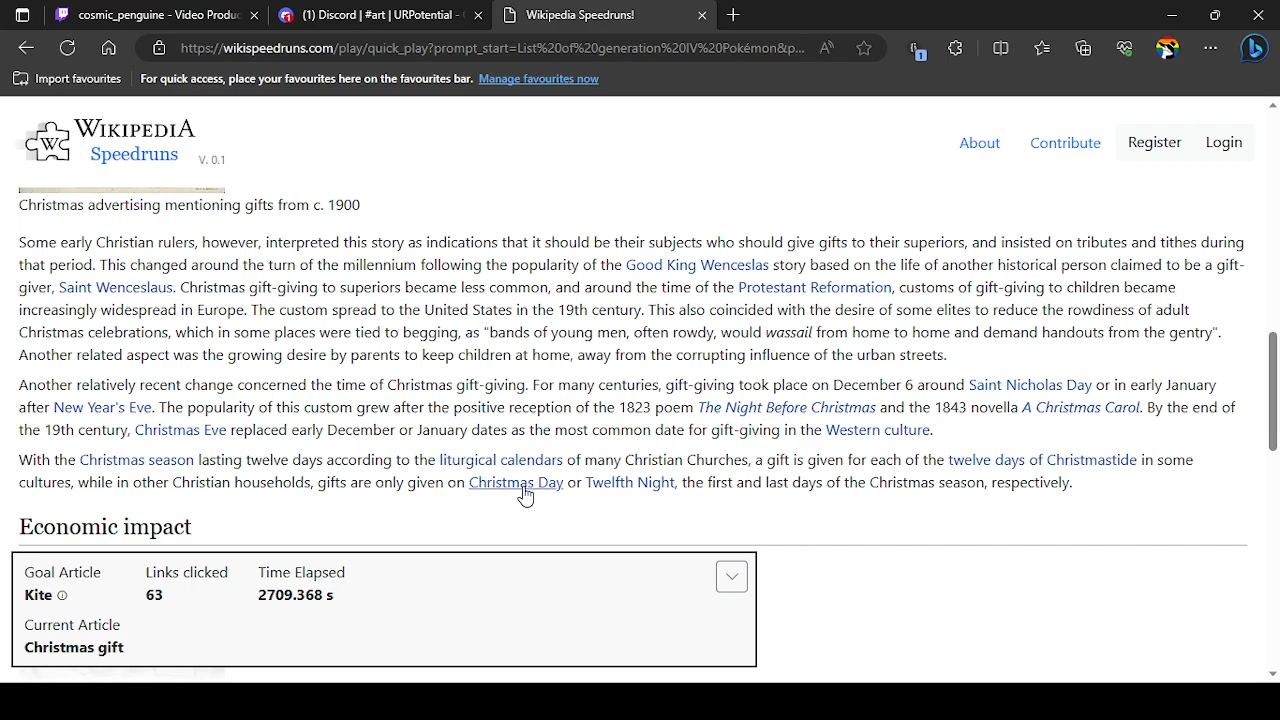 cosmic_penguine - Video Produc
(1) Discord | #art | URPotential -
Wikipedia Speedruns!
https://wikispeedruns.com/play/quick_play?prompt_start=List%20of%20generation%20IV%20Pokémon&p...
1
Import favourites
For quick access, place your favourites here on the favourites bar. Manage favourites now
WIKIPEDIA
Speedruns V. 0.1
About Contribute Register Login
Christmas advertising mentioning gifts from c. 1900
Some early Christian rulers, however, interpreted this story as indications that it should be their subjects who should give gifts to their superiors, and insisted on tributes and tithes during
that period. This changed around the turn of the millennium following the popularity of the Good King Wenceslas story based on the life of another historical person claimed to be a gift-
giver, Saint Wenceslaus. Christmas gift-giving to superiors became less common, and around the time of the Protestant Reformation, customs of gift-giving to children became
increasingly widespread in Europe. The custom spread to the United States in the 19th century. This also coincided with the desire of some elites to reduce the rowdiness of adult
Christmas celebrations, which in some places were tied to begging, as "bands of young men, often rowdy, would wassail from home to home and demand handouts from the gentry".
Another related aspect was the growing desire by parents to keep children at home, away from the corrupting influence of the urban streets.
Another relatively recent change concerned the time of Christmas gift-giving. For many centuries, gift-giving took place on December 6 around Saint Nicholas Day or in early January
after New Year's Eve. The popularity of this custom grew after the positive reception of the 1823 poem The Night Before Christmas and the 1843 novella A Christmas Carol. By the end of
the 19th century, Christmas Eve replaced early December or January dates as the most common date for gift-giving in the Western culture.
With the Christmas season lasting twelve days according to the liturgical calendars of many Christian Churches, a gift is given for each of the twelve days of Christmastide in some
cultures, while in other Christian households, gifts are only given on Christmas Day or Twelfth Night, the first and last days of the Christmas season, respectively.
Economic impact
Goal Article Links clicked Time Elapsed
Kite 63 2709.368 s
Current Article
Christmas gift